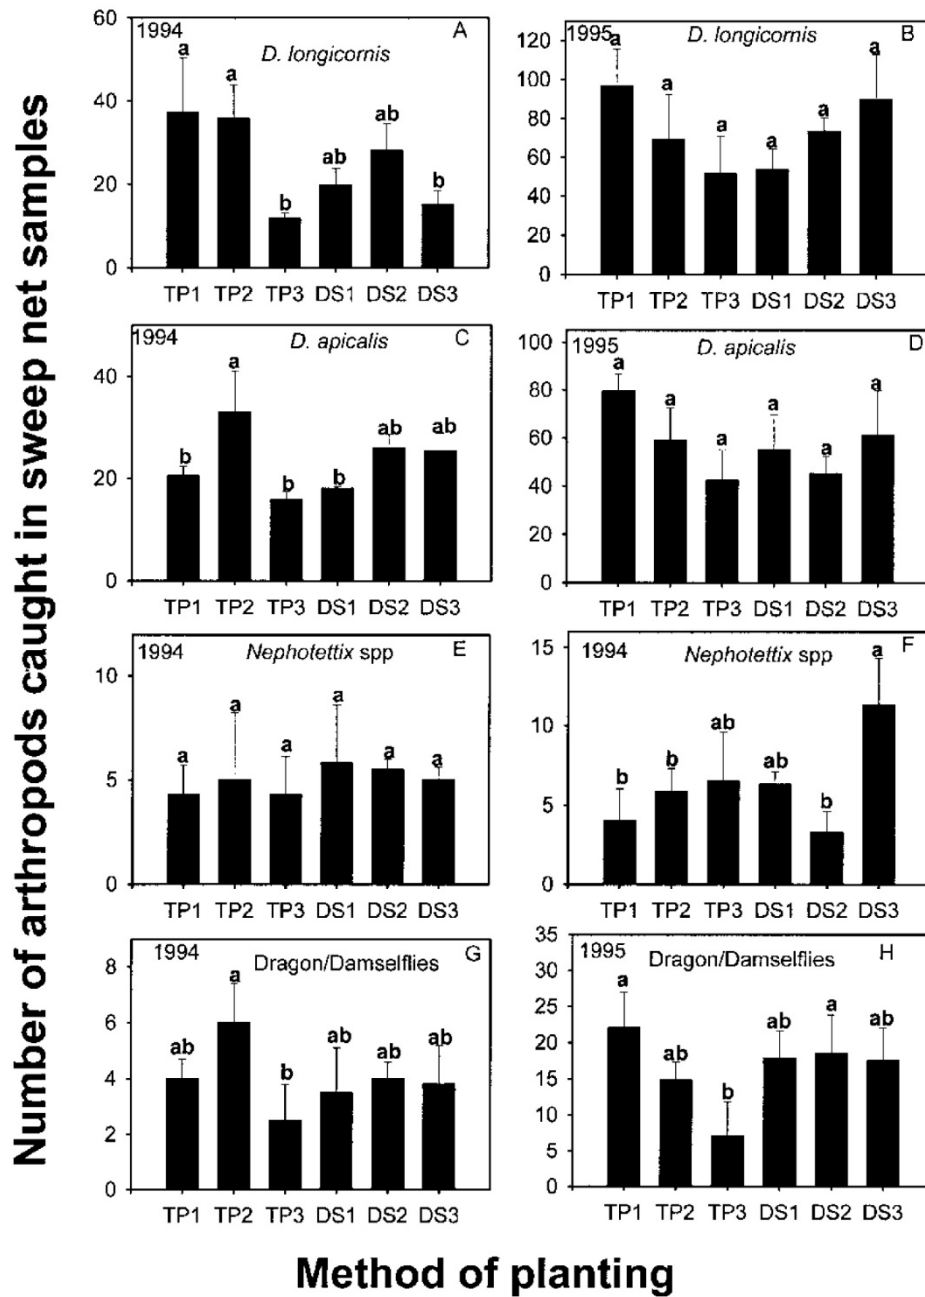 Number of arthropods caught in sweep net samples
1994 A
D. longicornis
60
40
20
0
a a b ab ab b
TP1 TP2 TP3 DS1 DS2 DS3
1995 D. longicornis B
120
100
80
60
40
20
0
a a a a a a
TP1 TP2 TP3 DS1 DS2 DS3
1994 C
D. apicalis
40
20
0
b a b b ab ab
TP1 TP2 TP3 DS1 DS2 DS3
1995 D. apicalis D
100
80
60
40
20
0
a a a a a a
TP1 TP2 TP3 DS1 DS2 DS3
1994 Nephotettix spp E
10
5
0
a a a a a a
TP1 TP2 TP3 DS1 DS2 DS3
1994 Nephotettix spp F
15
10
5
0
b b ab ab b a
TP1 TP2 TP3 DS1 DS2 DS3
1994 G
Dragon/Damselflies
8
6
4
2
0
ab a b ab ab ab
TP1 TP2 TP3 DS1 DS2 DS3
1995 H
Dragon/Damselflies
35
30
25
20
15
10
5
0
a ab b ab a ab
TP1 TP2 TP3 DS1 DS2 DS3
Method of planting